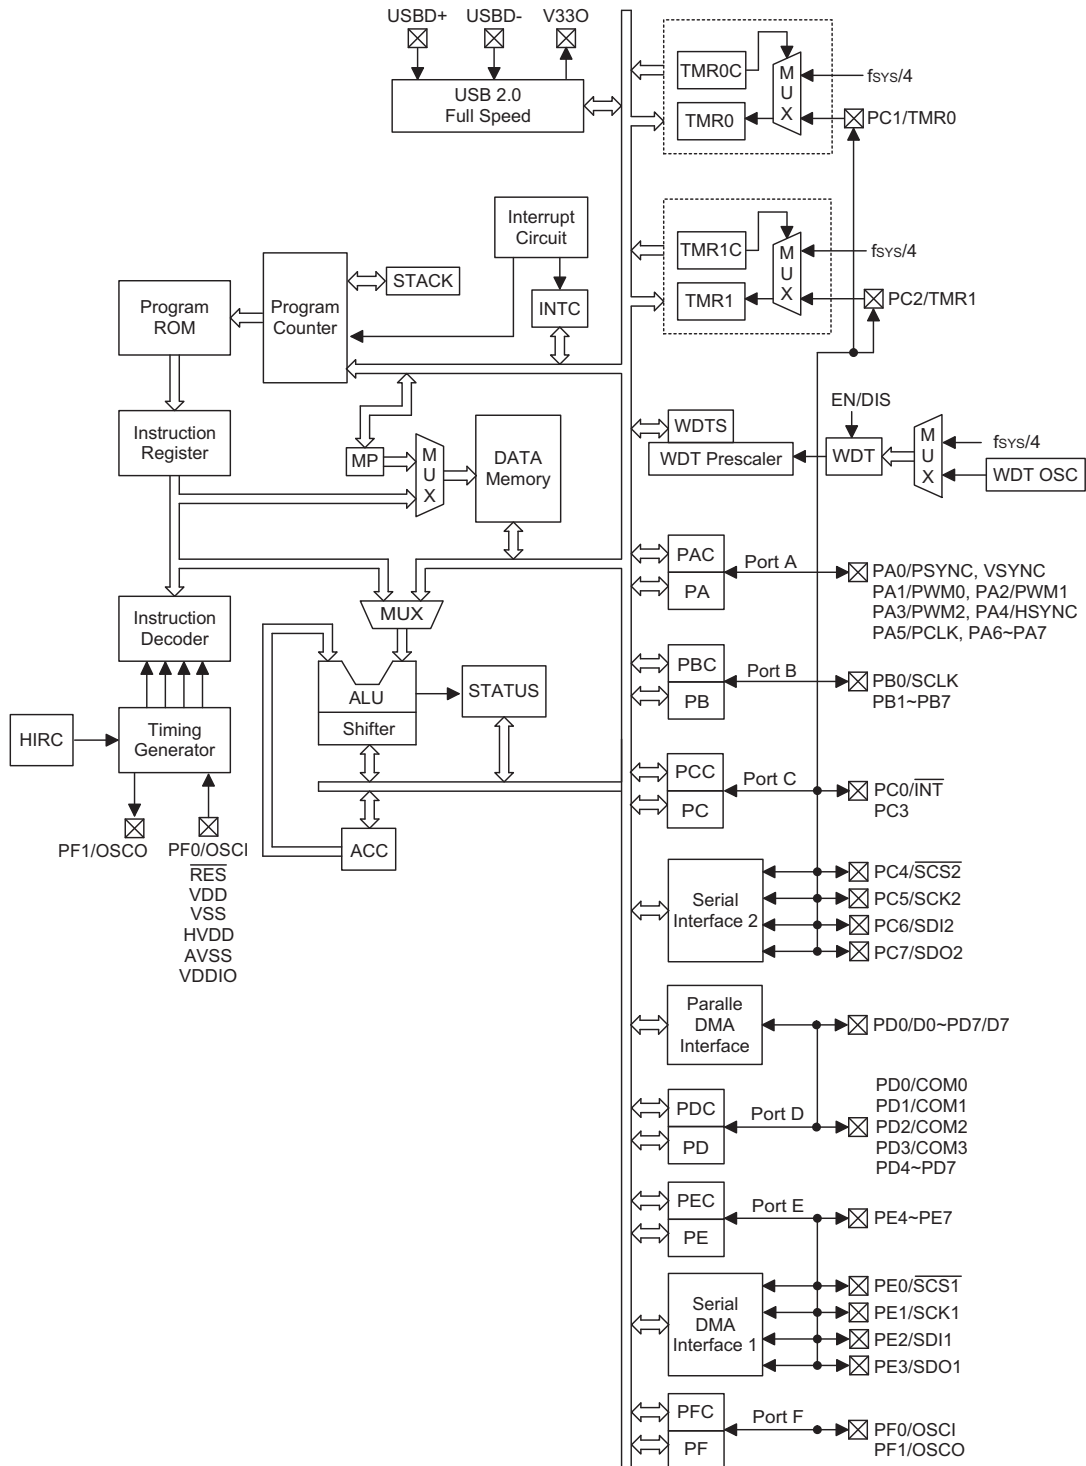 USBD+ USBD- V33O
USB 2.0
Full Speed
TMR0C
TMR0
M
U
X
fSYS/4
PC1/TMR0
Interrupt
Circuit
TMR1C
TMR1
M
U
X
fSYS/4
PC2/TMR1
STACK
INTC
Program
ROM
Program
Counter
Instruction
Register
MP
M
U
X
DATA
Memory
EN/DIS
WDTS
WDT Prescaler
WDT
M
U
X
fSYS/4
WDT OSC
PAC
PA
Port A
PA0/PSYNC, VSYNC
PA1/PWM0, PA2/PWM1
PA3/PWM2, PA4/HSYNC
PA5/PCLK, PA6~PA7
Instruction
Decoder
MUX
ALU
Shifter
STATUS
PBC
PB
Port B
PB0/SCLK
PB1~PB7
HIRC
Timing
Generator
PCC
PC
Port C
PC0/INT
PC3
PF1/OSCO
PF0/OSCI
RES
VDD
VSS
HVDD
AVSS
VDDIO
ACC
Serial
Interface 2
PC4/SCS2
PC5/SCK2
PC6/SDI2
PC7/SDO2
Paralle
DMA
Interface
PD0/D0~PD7/D7
PDC
PD
Port D
PD0/COM0
PD1/COM1
PD2/COM2
PD3/COM3
PD4~PD7
PEC
PE
Port E
PE4~PE7
Serial
DMA
Interface 1
PE0/SCS1
PE1/SCK1
PE2/SDI1
PE3/SDO1
PFC
PF
Port F
PF0/OSCI
PF1/OSCO